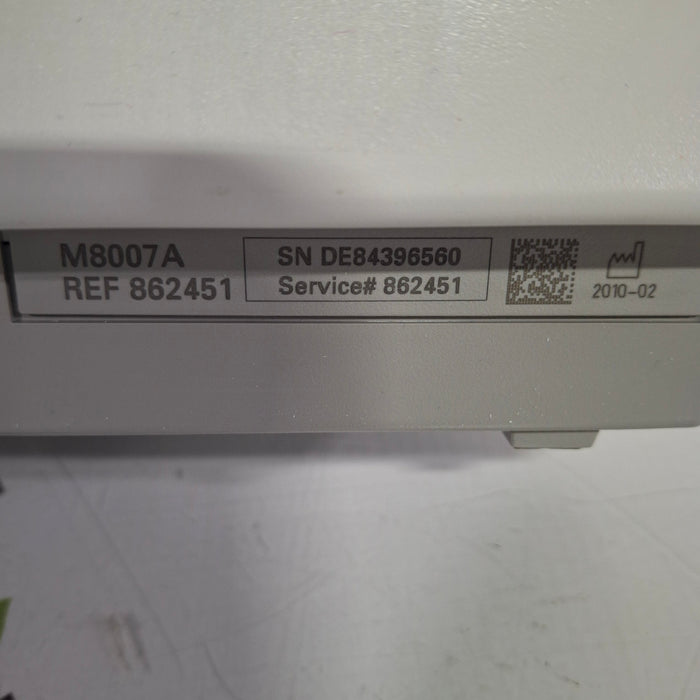 M8007A
REF 862451
SN DE84396560
Service# 862451
2010-02